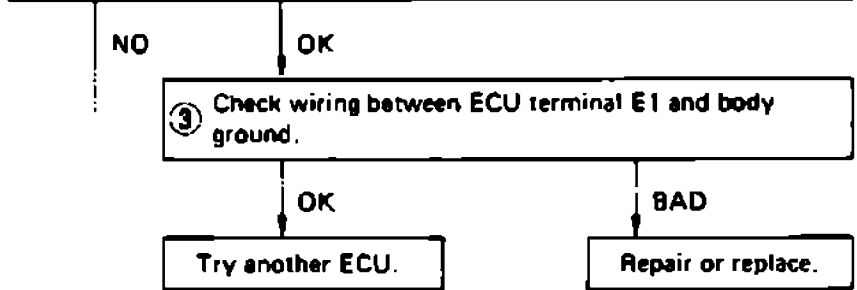 NO
OK
③ Check wiring between ECU terminal E1 and body
ground.
OK
BAD
Try another ECU.
Repair or replace.